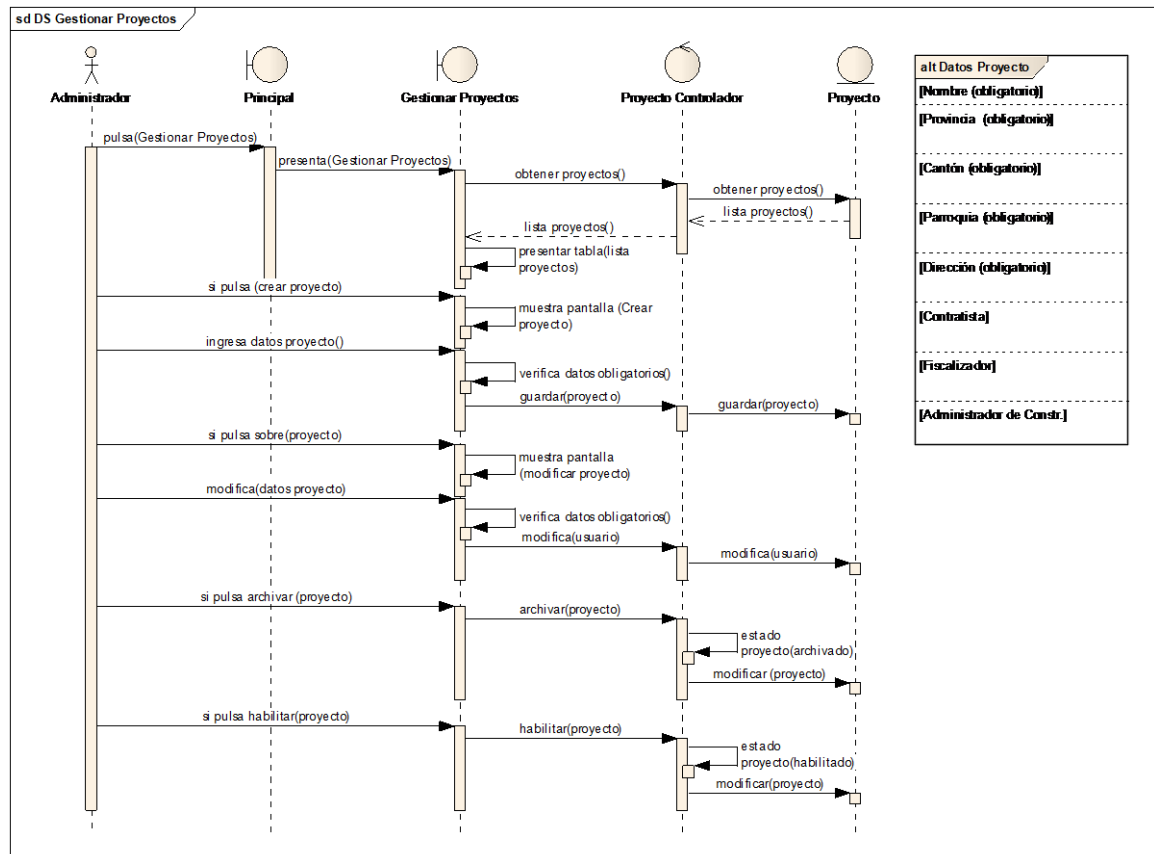 sd DS Gestionar Proyectos
Administrador
Principal
Gestionar Proyectos
Proyecto Controlador
Proyecto
pulsa(Gestionar Proyectos)
presenta(Gestionar Proyectos)
obtener proyectos()
obtener proyectos()
lista proyectos()
lista proyectos()
presentar tabla(lista
proyectos)
si pulsa (crear proyecto)
muestra pantalla (Crear
proyecto)
ingresa datos proyecto()
verifica datos obligatorios()
guardar(proyecto)
guardar(proyecto)
si pulsa sobre(proyecto)
muestra pantalla
(modificar proyecto)
modifica(datos proyecto)
verifica datos obligatorios()
modifica(usuario)
modifica(usuario)
si pulsa archivar (proyecto)
archivar(proyecto)
estado
proyecto(archivado)
modificar (proyecto)
si pulsa habilitar(proyecto)
habilitar(proyecto)
estado
proyecto(habilitado)
modificar(proyecto)
alt Datos Proyecto
[Nombre (obligatorio)]
[Provincia (obligatorio)]
[Cantón (obligatorio)]
[Parroquia (obligatorio)]
[Dirección (obligatorio)]
[Contratista]
[Fiscalizador]
[Administrador de Constr.]